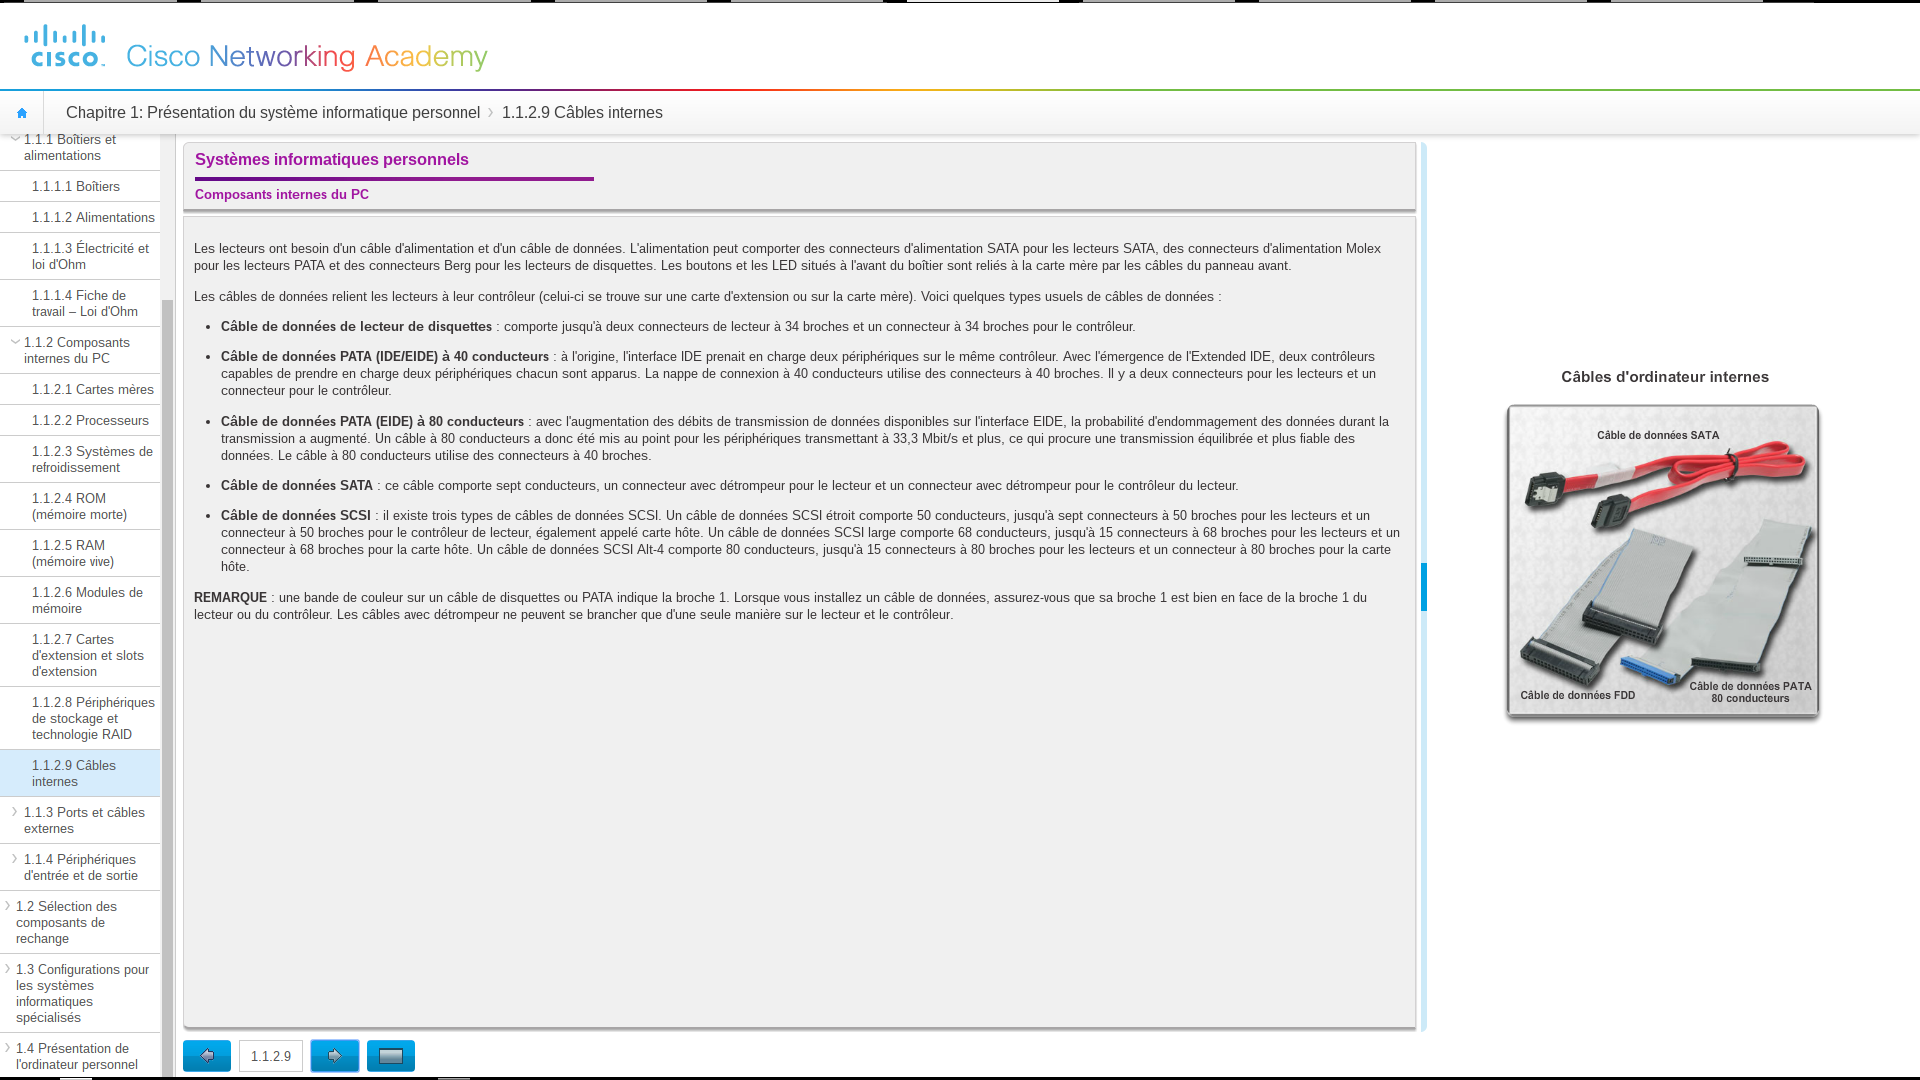 cisco
Cisco Networking Academy
Chapitre 1: Présentation du système informatique personnel
1.1.2.9 Câbles internes
1.1.1 Boîtiers et
alimentations
1.1.1.1 Boîtiers
1.1.1.2 Alimentations
1.1.1.3 Électricité et
loi d'Ohm
1.1.1.4 Fiche de
travail – Loi d'Ohm
1.1.2 Composants
internes du PC
1.1.2.1 Cartes mères
1.1.2.2 Processeurs
1.1.2.3 Systèmes de
refroidissement
1.1.2.4 ROM
(mémoire morte)
1.1.2.5 RAM
(mémoire vive)
1.1.2.6 Modules de
mémoire
1.1.2.7 Cartes
d'extension et slots
d'extension
1.1.2.8 Périphériques
de stockage et
technologie RAID
1.1.2.9 Câbles
internes
1.1.3 Ports et câbles
externes
1.1.4 Périphériques
d'entrée et de sortie
1.2 Sélection des
composants de
rechange
1.3 Configurations pour
les systèmes
informatiques
spécialisés
1.4 Présentation de
l'ordinateur personnel
Systèmes informatiques personnels
Composants internes du PC
Les lecteurs ont besoin d'un câble d'alimentation et d'un câble de données. L'alimentation peut comporter des connecteurs d'alimentation SATA pour les lecteurs SATA, des connecteurs d'alimentation Molex
pour les lecteurs PATA et des connecteurs Berg pour les lecteurs de disquettes. Les boutons et les LED situés à l'avant du boîtier sont reliés à la carte mère par les câbles du panneau avant.
Les câbles de données relient les lecteurs à leur contrôleur (celui-ci se trouve sur une carte d'extension ou sur la carte mère). Voici quelques types usuels de câbles de données :
• Câble de données de lecteur de disquettes : comporte jusqu'à deux connecteurs de lecteur à 34 broches et un connecteur à 34 broches pour le contrôleur.
• Câble de données PATA (IDE/EIDE) à 40 conducteurs : à l'origine, l'interface IDE prenait en charge deux périphériques sur le même contrôleur. Avec l'émergence de l'Extended IDE, deux contrôleurs
capables de prendre en charge deux périphériques chacun sont apparus. La nappe de connexion à 40 conducteurs utilise des connecteurs à 40 broches. Il y a deux connecteurs pour les lecteurs et un
connecteur pour le contrôleur.
• Câble de données PATA (EIDE) à 80 conducteurs : avec l'augmentation des débits de transmission de données disponibles sur l'interface EIDE, la probabilité d'endommagement des données durant la
transmission a augmenté. Un câble à 80 conducteurs a donc été mis au point pour les périphériques transmettant à 33,3 Mbit/s et plus, ce qui procure une transmission équilibrée et plus fiable des
données. Le câble à 80 conducteurs utilise des connecteurs à 40 broches.
• Câble de données SATA : ce câble comporte sept conducteurs, un connecteur avec détrompeur pour le lecteur et un connecteur avec détrompeur pour le contrôleur du lecteur.
• Câble de données SCSI : il existe trois types de câbles de données SCSI. Un câble de données SCSI étroit comporte 50 conducteurs, jusqu'à sept connecteurs à 50 broches pour les lecteurs et un
connecteur à 50 broches pour le contrôleur de lecteur, également appelé carte hôte. Un câble de données SCSI large comporte 68 conducteurs, jusqu'à 15 connecteurs à 68 broches pour les lecteurs et un
connecteur à 68 broches pour la carte hôte. Un câble de données SCSI Alt-4 comporte 80 conducteurs, jusqu'à 15 connecteurs à 80 broches pour les lecteurs et un connecteur à 80 broches pour la carte
hôte.
REMARQUE : une bande de couleur sur un câble de disquettes ou PATA indique la broche 1. Lorsque vous installez un câble de données, assurez-vous que sa broche 1 est bien en face de la broche 1 du
lecteur ou du contrôleur. Les câbles avec détrompeur ne peuvent se brancher que d'une seule manière sur le lecteur et le contrôleur.
1.1.2.9
Câbles d'ordinateur internes
Câble de données SATA
Câble de données FDD
Câble de données PATA
80 conducteurs